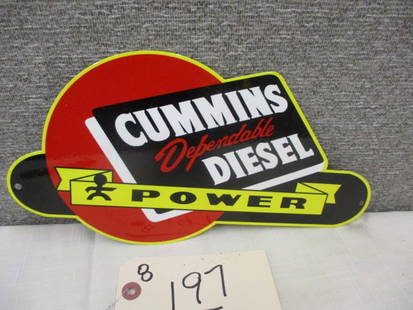 CUMMINS
Dependable
DIESEL
POWER
8
197